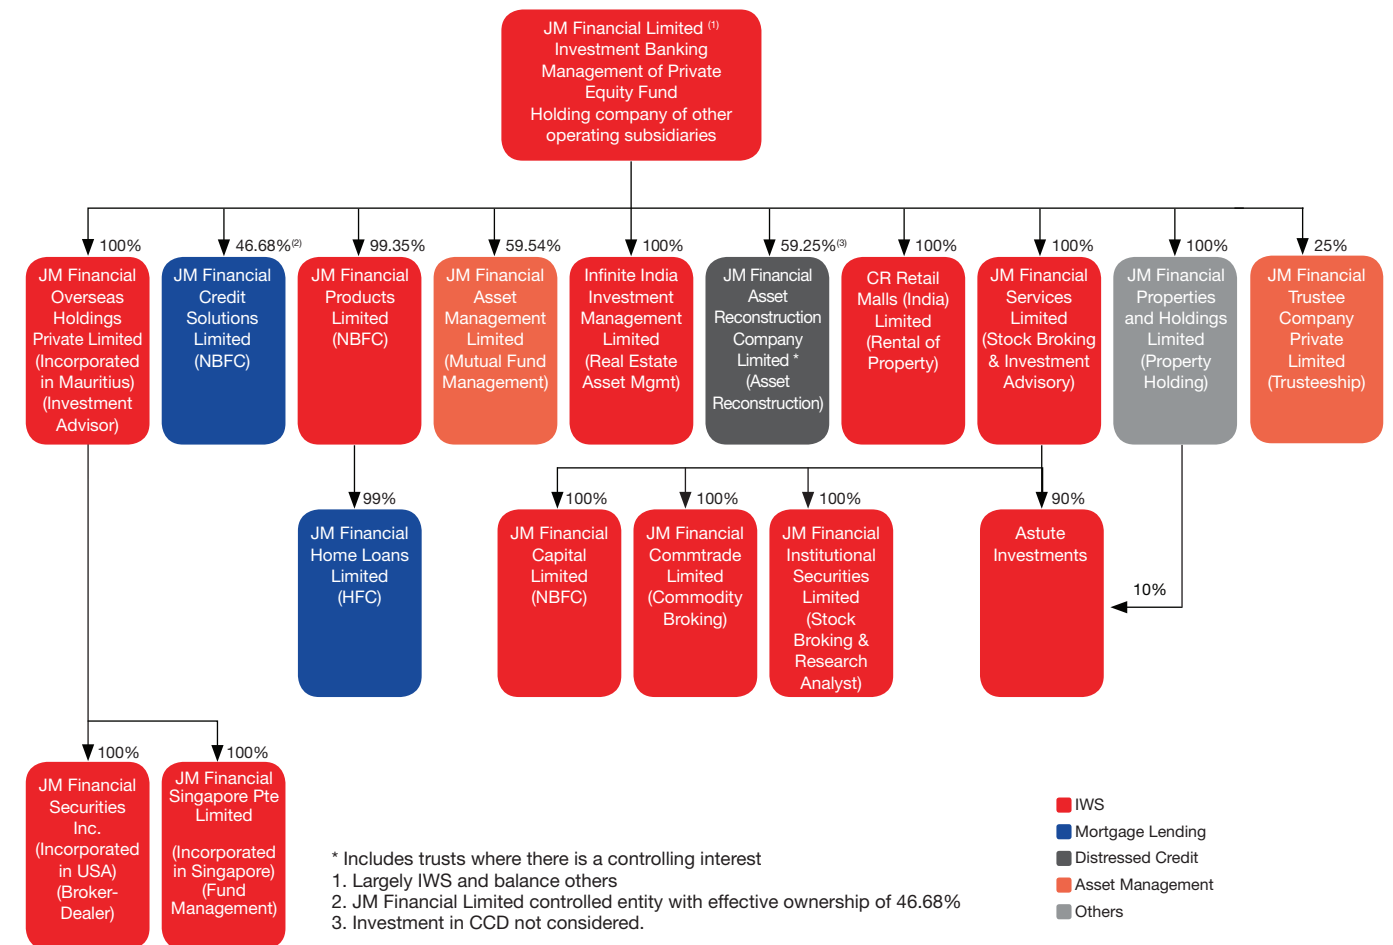 JM Financial Limited (1)
Investment Banking
Management of Private
Equity Fund
Holding company of other
operating subsidiaries
100%
JM Financial
Overseas
Holdings
Private Limited
(Incorporated
in Mauritius)
(Investment
Advisor)
46.68%(2)
JM Financial
Credit
Solutions
Limited
(NBFC)
99.35%
JM Financial
Products
Limited
(NBFC)
59.54%
JM Financial
Asset
Management
Limited
(Mutual Fund
Management)
100%
Infinite India
Investment
Management
Limited
(Real Estate
Asset Mgmt)
59.25%(3)
JM Financial
Asset
Reconstruction
Company
Limited *
(Asset
Reconstruction)
100%
CR Retail
Malls (India)
Limited
(Rental of
Property)
100%
JM Financial
Services
Limited
(Stock Broking
& Investment
Advisory)
100%
JM Financial
Properties
and Holdings
Limited
(Property
Holding)
25%
JM Financial
Trustee
Company
Private
Limited
(Trusteeship)
99%
JM Financial
Home Loans
Limited
(HFC)
100%
JM Financial
Capital
Limited
(NBFC)
100%
JM Financial
Commtrade
Limited
(Commodity
Broking)
100%
JM Financial
Institutional
Securities
Limited
(Stock
Broking &
Research
Analyst)
90%
Astute
Investments
10%
100%
JM Financial
Securities
Inc.
(Incorporated
in USA)
(Broker-
Dealer)
100%
JM Financial
Singapore Pte
Limited
(Incorporated
in Singapore)
(Fund
Management)
* Includes trusts where there is a controlling interest
1. Largely IWS and balance others
2. JM Financial Limited controlled entity with effective ownership of 46.68%
3. Investment in CCD not considered.
IWS
Mortgage Lending
Distressed Credit
Asset Management
Others